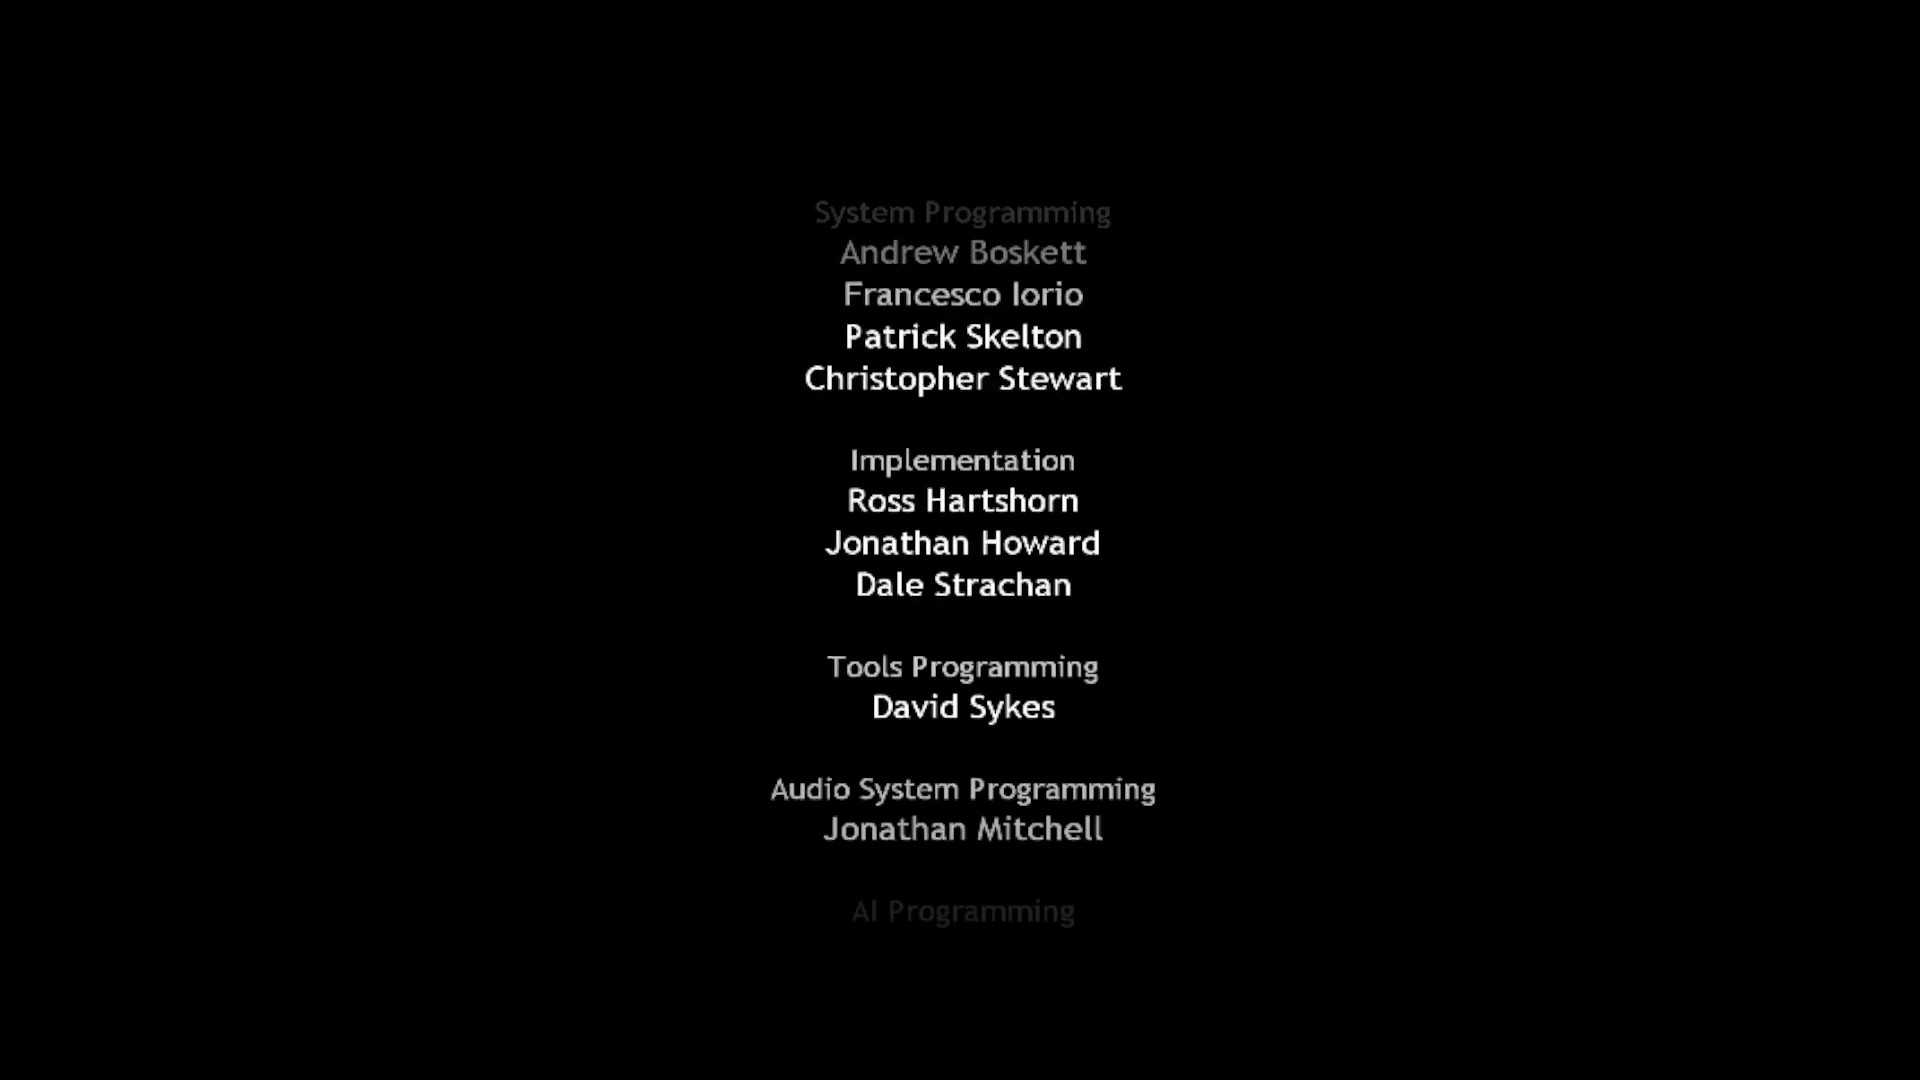 System Programming
Andrew Boskett
Francesco Iorio
Patrick Skelton
Christopher Stewart
Implementation
Ross Hartshorn
Jonathan Howard
Dale Strachan
Tools Programming
David Sykes
Audio System Programming
Jonathan Mitchell
AI Programming